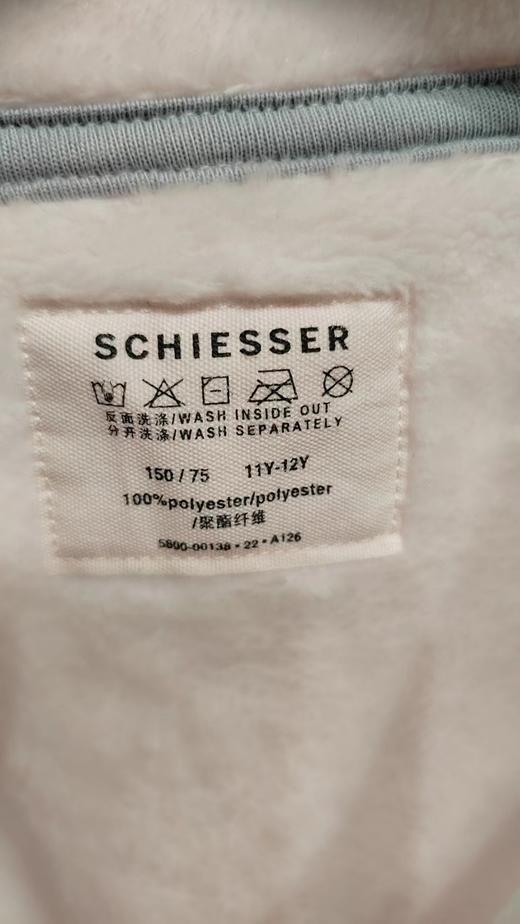 SCHIESSER
反面洗涤/WASH INSIDE OUT
分开洗涤/WASH SEPARATELY
150/75 11Y-12Y
100%polyester/polyester
/聚酯纤维
5800-00138•22•A126